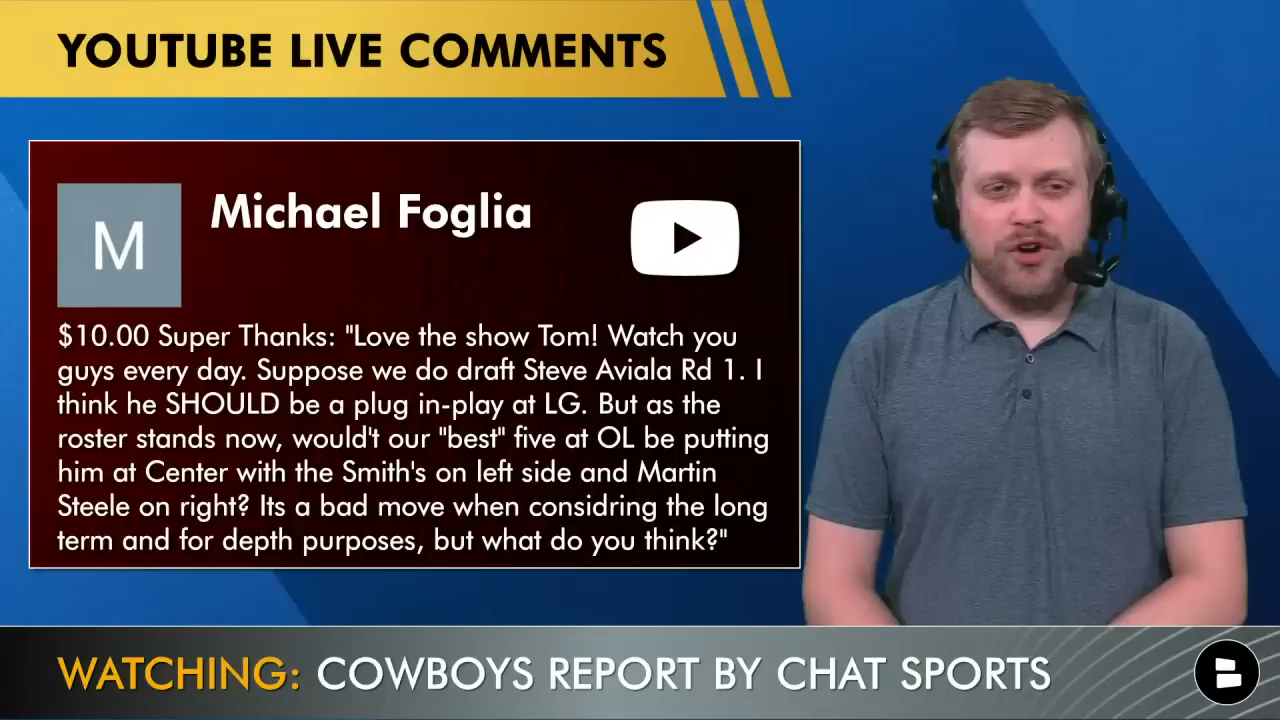 YOUTUBE LIVE COMMENTS
M
Michael Foglia
$10.00 Super Thanks: "Love the show Tom! Watch you
guys every day. Suppose we do draft Steve Aviala Rd 1. I
think he SHOULD be a plug in-play at LG. But as the
roster stands now, would't our "best" five at OL be putting
him at Center with the Smith's on left side and Martin
Steele on right? Its a bad move when considring the long
term and for depth purposes, but what do you think?"
WATCHING: COWBOYS REPORT BY CHAT SPORTS